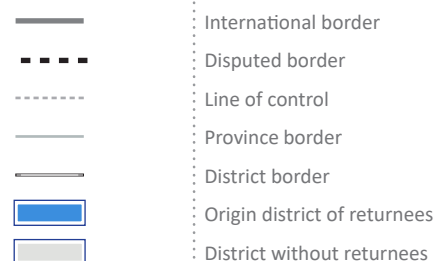 International border
Disputed border
Line of control
Province border
District border
Origin district of returnees
District without returnees